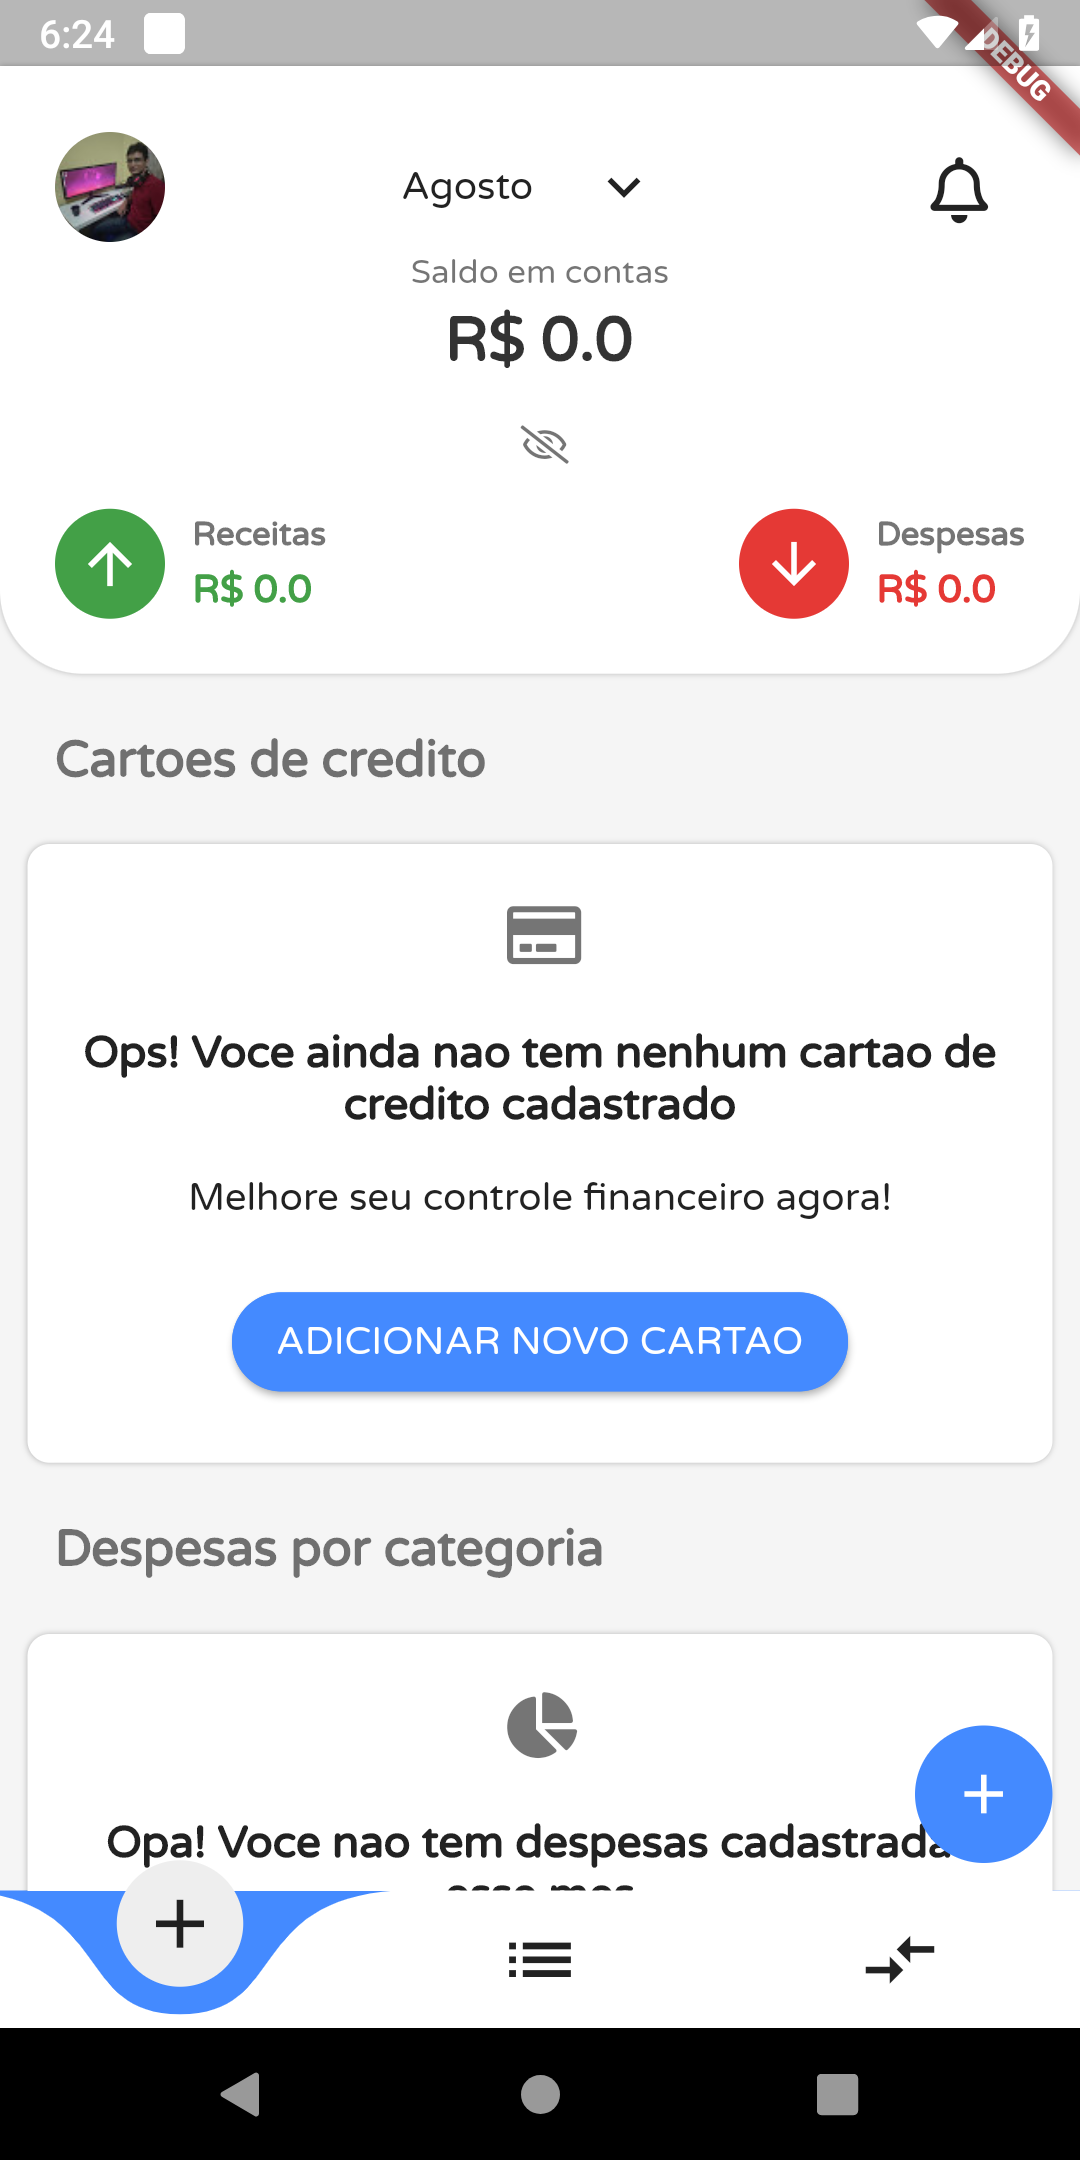 6:24
DEBUG
Agosto
Saldo em contas
R$ 0.0
Receitas
R$ 0.0
Despesas
R$ 0.0
Cartoes de credito
Ops! Voce ainda nao tem nenhum cartao de
credito cadastrado
Melhore seu controle financeiro agora!
ADICIONAR NOVO CARTAO
Despesas por categoria
Opa! Voce nao tem despesas cadastrada
esse mes